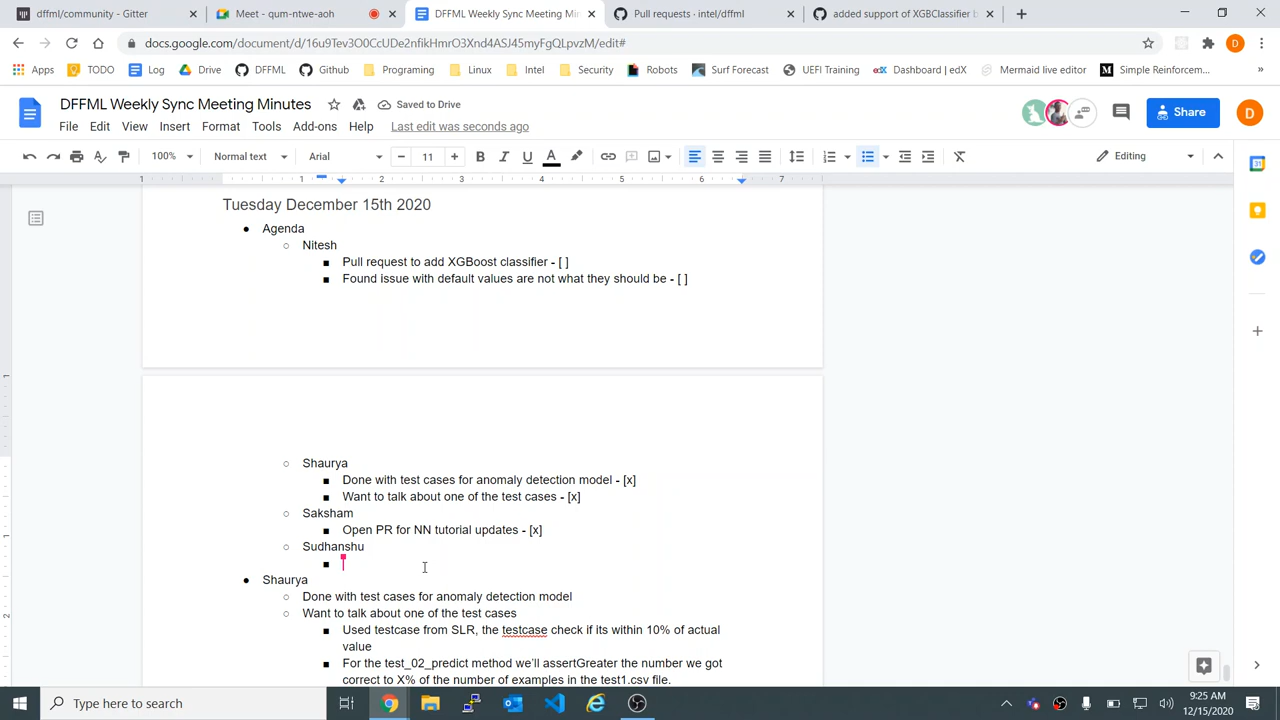 dffml/community - Gitter
Meet - qum-ntwe-aoh
DFFML Weekly Sync Meeting Min
Pull requests · intel/dffml
added support of XGBClassifier b
docs.google.com/document/d/16u9Tev3O0CcUDe2nfikHmrO3Xnd4ASJ45myFgQLpvzM/edit#
D
Apps
TODO
Log
Drive
DFFML
Github
Programing
Linux
Intel
Security
Robots
Surf Forecast
UEFI Training
Dashboard | edX
Mermaid live editor
Simple Reinforcem...
DFFML Weekly Sync Meeting Minutes
Saved to Drive
Share
D
File Edit View Insert Format Tools Add-ons Help Last edit was seconds ago
100% Normal text Arial 11 B I U A Editing
1 1 2 3 4 5 6 7
Tuesday December 15th 2020
● Agenda
○ Nitesh
■ Pull request to add XGBoost classifier - [ ]
■ Found issue with default values are not what they should be - [ ]
○ Shaurya
■ Done with test cases for anomaly detection model - [x]
■ Want to talk about one of the test cases - [x]
○ Saksham
■ Open PR for NN tutorial updates - [x]
○ Sudhanshu
■
● Shaurya
○ Done with test cases for anomaly detection model
○ Want to talk about one of the test cases
■ Used testcase from SLR, the testcase check if its within 10% of actual
value
■ For the test_02_predict method we'll assertGreater the number we got
correct to X% of the number of examples in the test1.csv file.
Type here to search
9:25 AM
12/15/2020